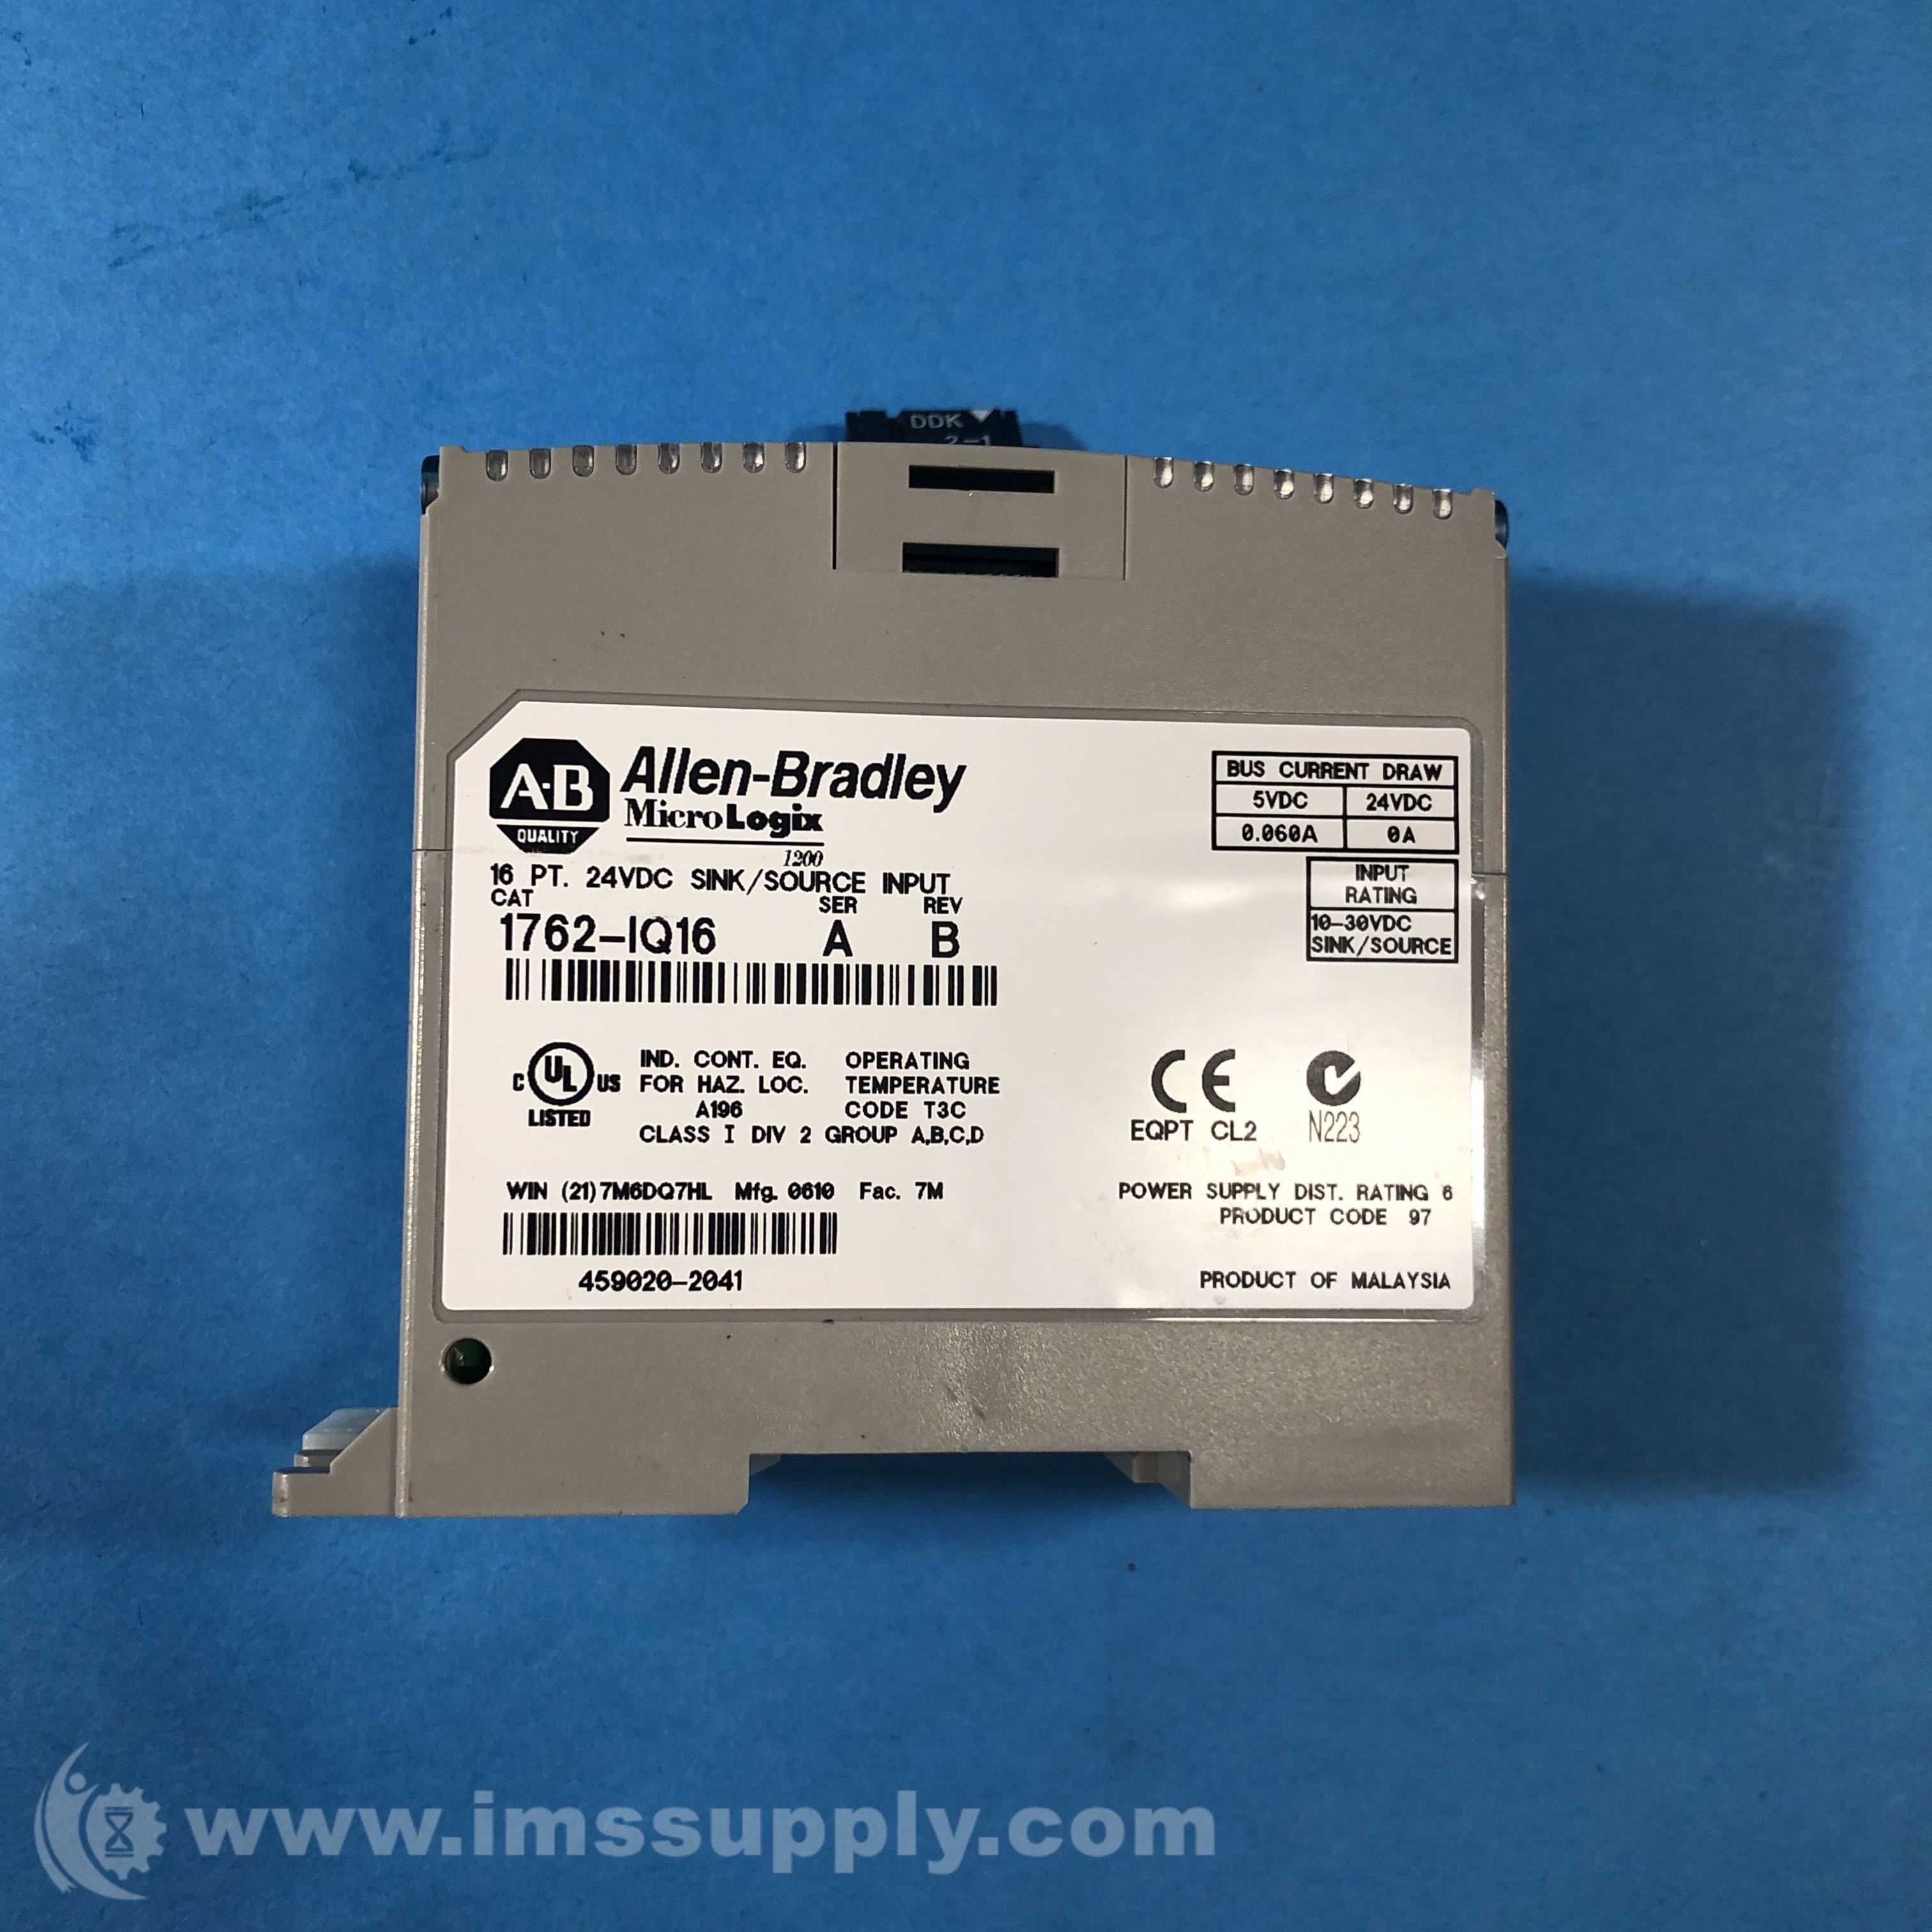 DDK
2-1
A-B
QUALITY
Allen-Bradley
MicroLogix
1200
16 PT. 24VDC SINK/SOURCE INPUT
CAT SER REV
1762-IQ16 A B
BUS CURRENT DRAW
5VDC 24VDC
0.060A 0A
INPUT
RATING
10-30VDC
SINK/SOURCE
C UL US
LISTED
IND. CONT. EQ. OPERATING
FOR HAZ. LOC. TEMPERATURE
A196 CODE T3C
CLASS I DIV 2 GROUP A,B,C,D
CE
EQPT CL2
N223
WIN (21)7M6DQ7HL Mfg. 0610 Fac. 7M
459020-2041
POWER SUPPLY DIST. RATING 6
PRODUCT CODE 97
PRODUCT OF MALAYSIA
www.imssupply.com